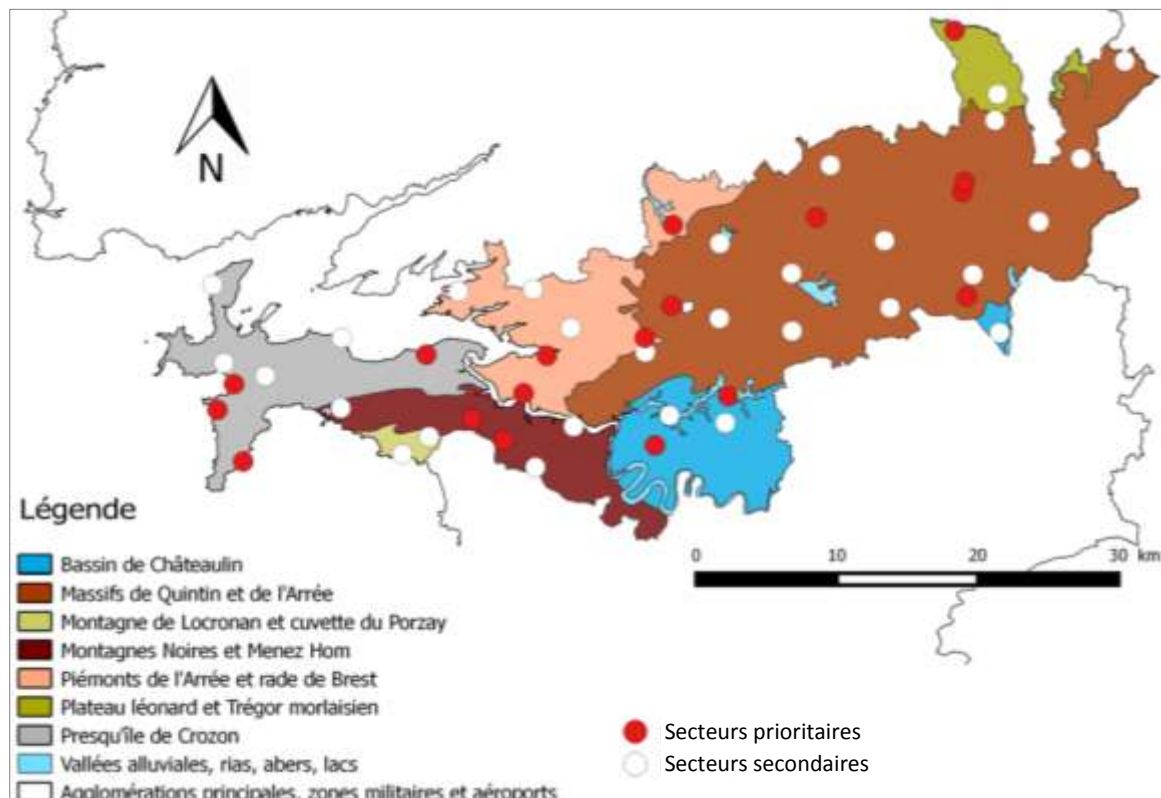 N
Légende
Bassin de Châteaulin
Massifs de Quintin et de l'Arrée
Montagne de Locronan et cuvette du Porzay
Montagnes Noires et Menez Hom
Piémonts de l'Arrée et rade de Brest
Plateau léonard et Trégor morlaisien
Presqu'île de Crozon
Vallées alluviales, rias, abers, lacs
Agglomérations principales, zones militaires et aéroports
0 10 20 30 km
Secteurs prioritaires
Secteurs secondaires